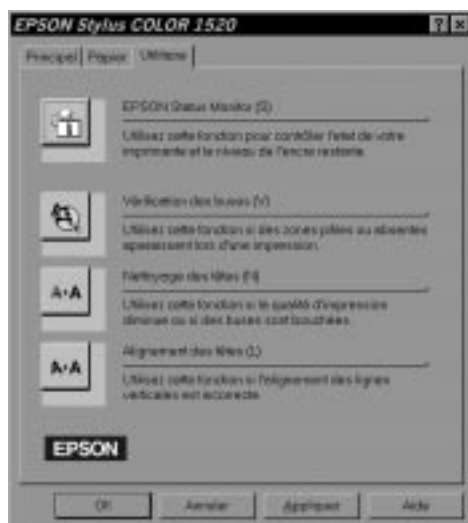 EPSON Stylus COLOR 1520
Principal Papier Utilitaire
EPSON Status Monitor (S)
Utilisez cette fonction pour contrôler l'état de votre
imprimante et le niveau de l'encre restante.
Vérification des buses (V)
Utilisez cette fonction si des zones pâles ou absentes
apparaissent lors d'une impression.
Nettoyage des têtes (N)
Utilisez cette fonction si la qualité d'impression
diminue ou si des buses sont bouchées.
Alignement des têtes (L)
Utilisez cette fonction si l'alignement des lignes
verticales est incorrecte.
EPSON
OK Annuler Appliquer Aide